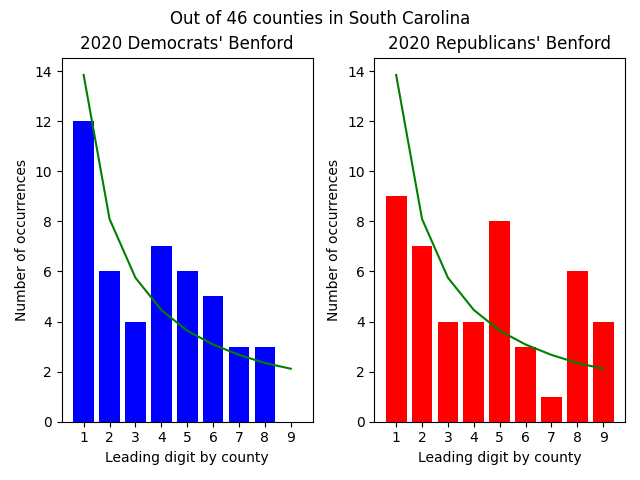 Out of 46 counties in South Carolina
2020 Democrats' Benford
14
12
10
8
6
4
2
0
Number of occurrences
1 2 3 4 5 6 7 8 9
Leading digit by county
2020 Republicans' Benford
14
12
10
8
6
4
2
0
Number of occurrences
1 2 3 4 5 6 7 8 9
Leading digit by county